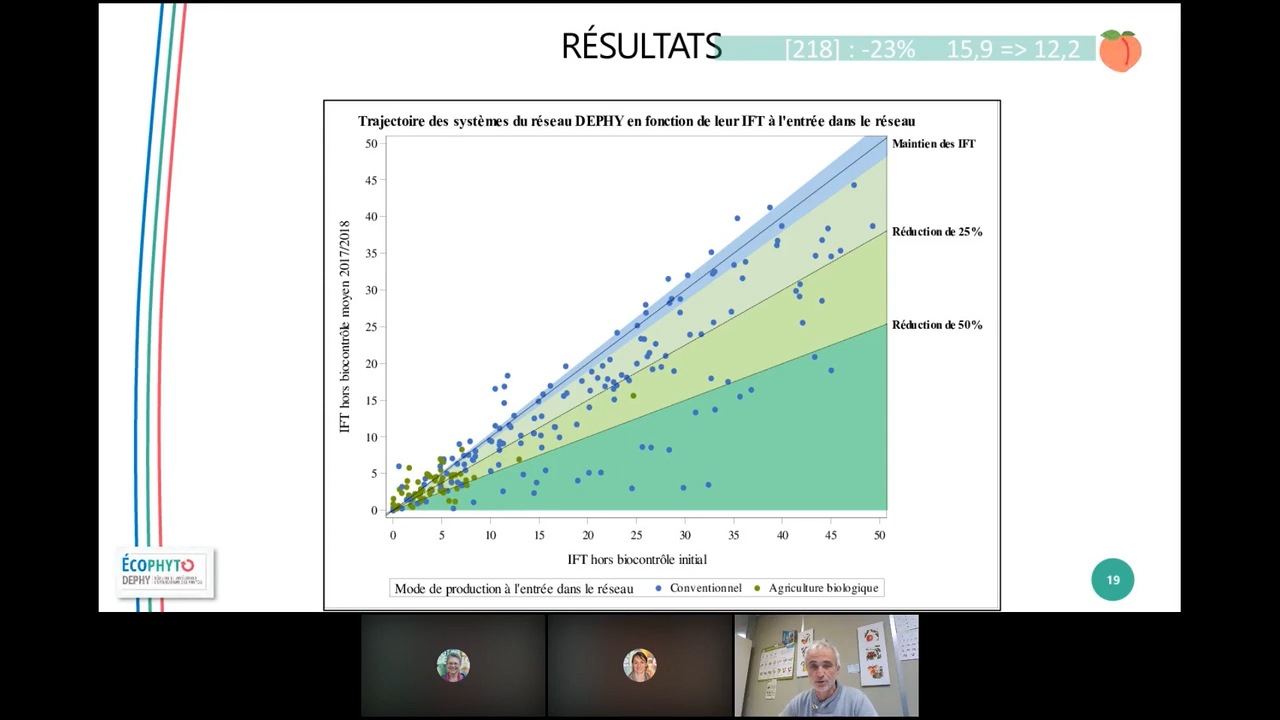 RÉSULTATS
[218] : -23% 15,9 => 12,2
Trajectoire des systèmes du réseau DEPHY en fonction de leur IFT à l'entrée dans le réseau
IFT hors biocontrôle moyen 2017/2018
50
45
40
35
30
25
20
15
10
5
0
Maintien des IFT
Réduction de 25%
Réduction de 50%
0 5 10 15 20 25 30 35 40 45 50
IFT hors biocontrôle initial
Mode de production à l'entrée dans le réseau Conventionnel Agriculture biologique
ÉCOPHYTO
DEPHY
19